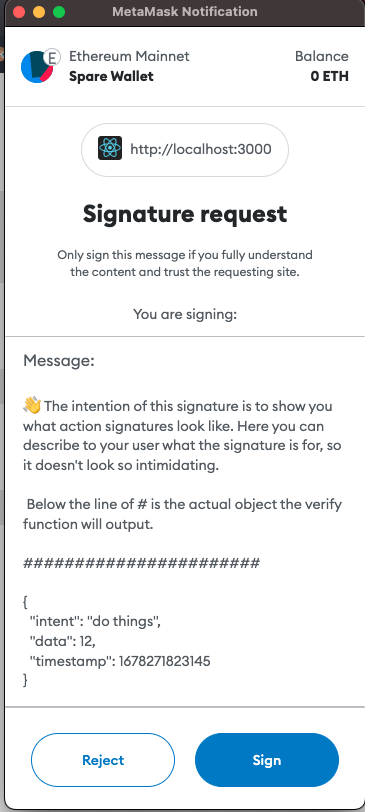 MetaMask Notification
E
Ethereum Mainnet
Balance
Spare Wallet
0 ETH
http://localhost:3000
Signature request
Only sign this message if you fully understand
the content and trust the requesting site.
You are signing:
Message:
👋 The intention of this signature is to show you
what action signatures look like. Here you can
describe to your user what the signature is for, so
it doesn't look so intimidating.
Below the line of # is the actual object the verify
function will output.
#######################
{
"intent": "do things",
"data": 12,
"timestamp": 1678271823145
}
Reject
Sign